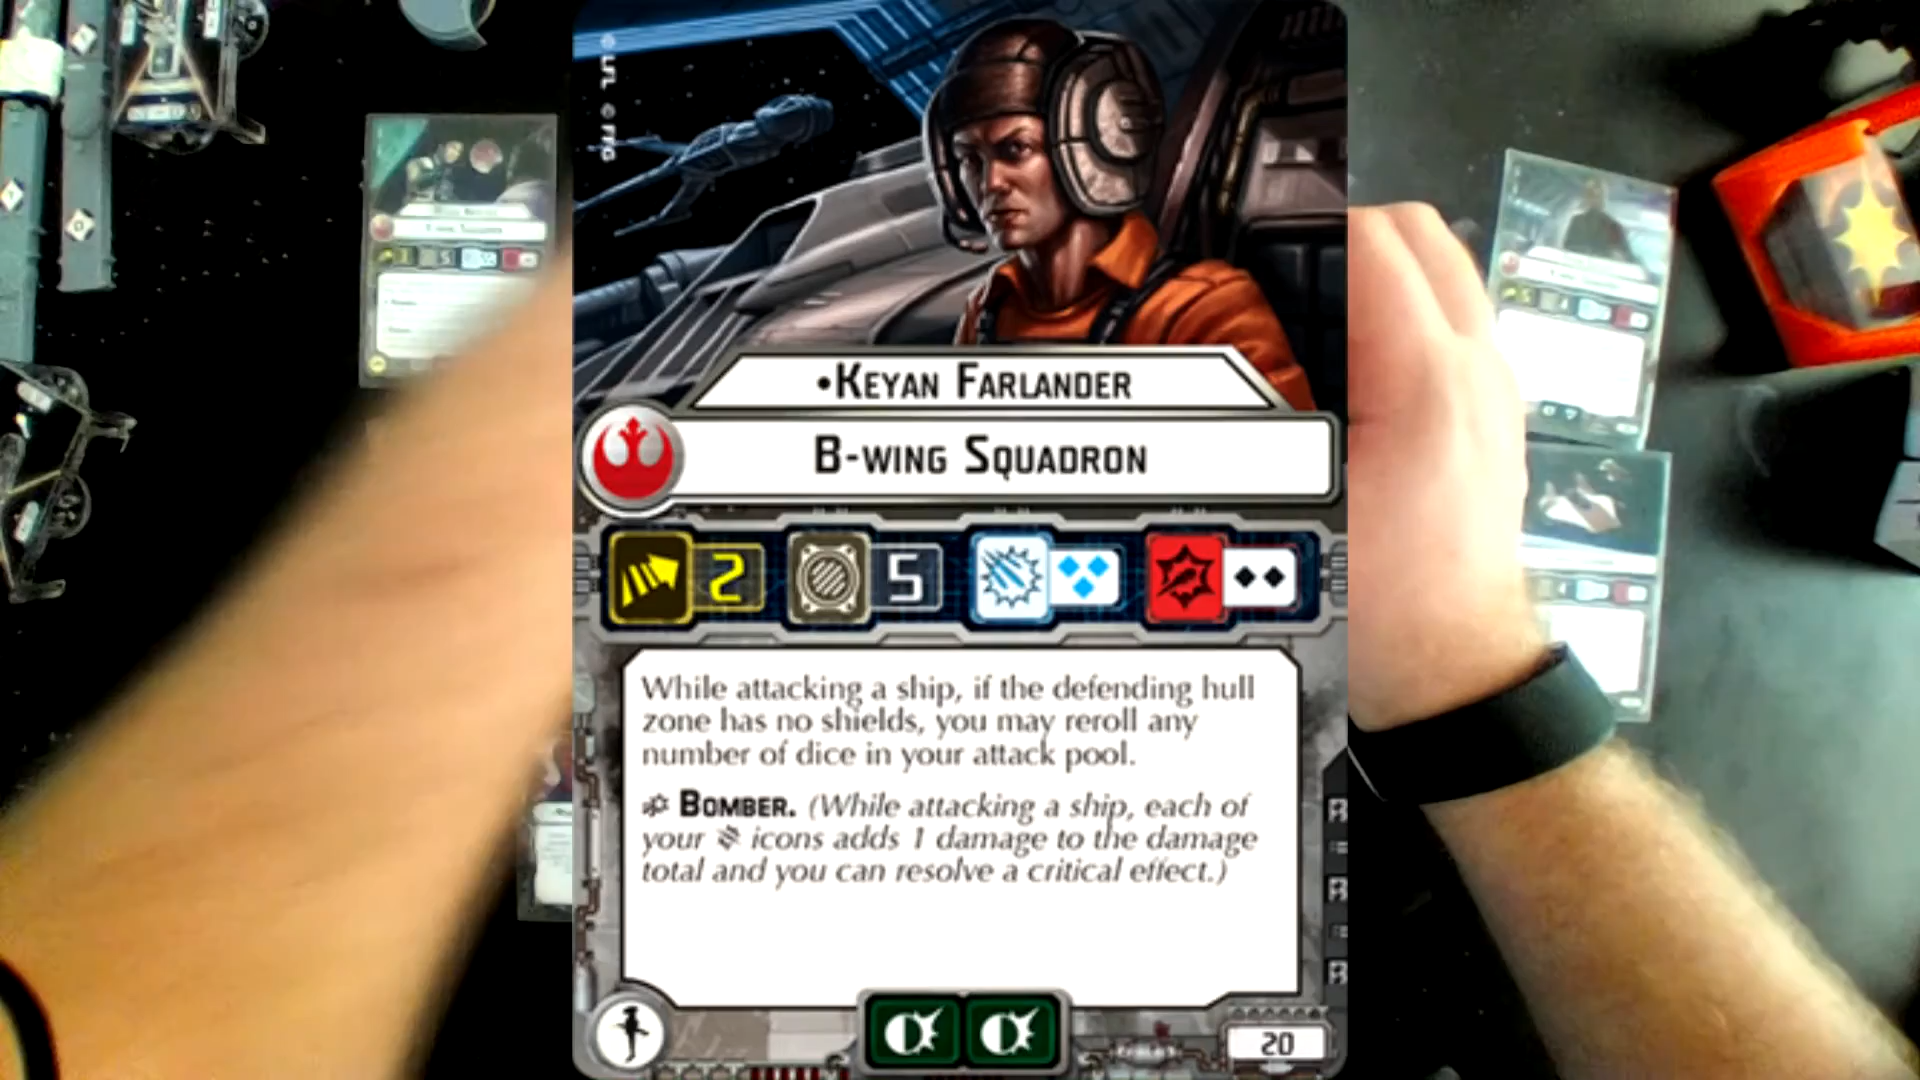 © LFL © FFG
•Keyan Farlander
B-wing Squadron
2 5
While attacking a ship, if the defending hull
zone has no shields, you may reroll any
number of dice in your attack pool.
Bomber. (While attacking a ship, each of
your icons adds 1 damage to the damage
total and you can resolve a critical effect.)
20